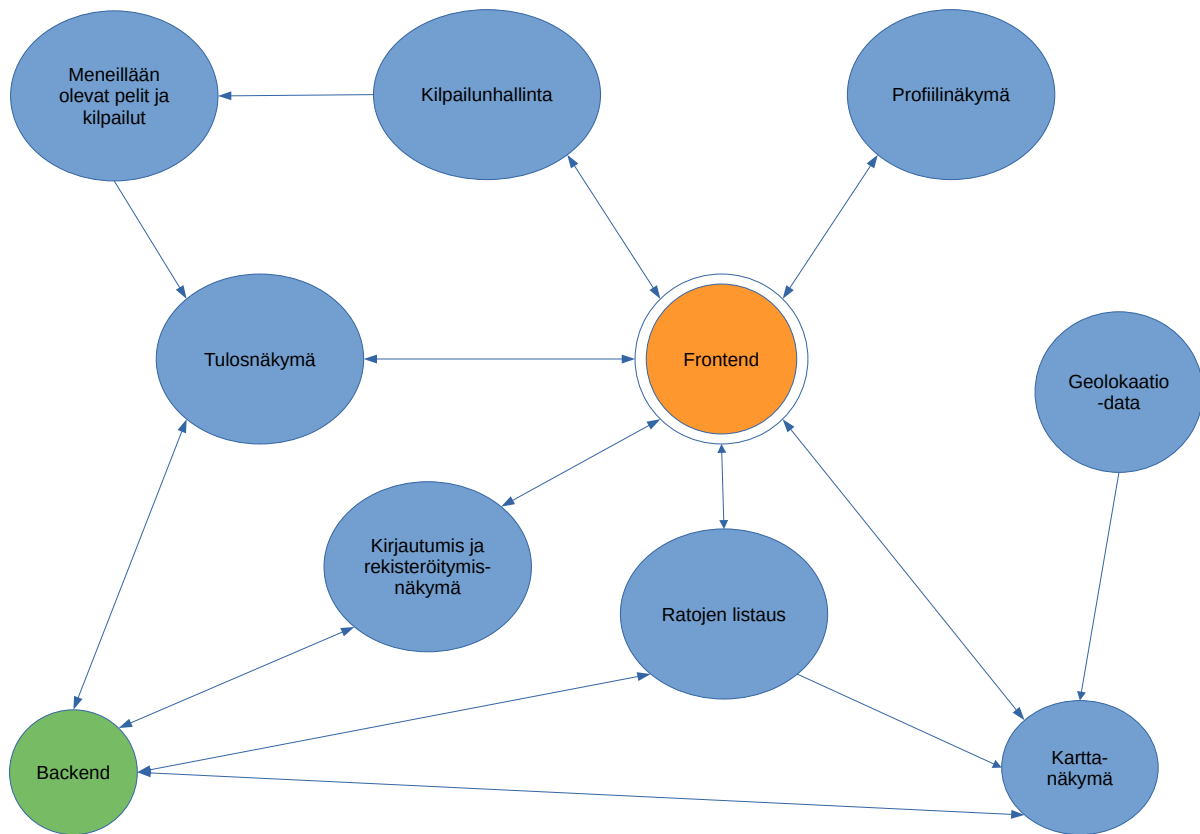 Meneillään
olevat pelit ja
kilpailut
Kilpailunhallinta
Profiilinäkymä
Tulosnäkymä
Frontend
Geolokaatio
-data
Kirjautumis ja
rekisteröitymis-
näkymä
Ratojen listaus
Backend
Kartta-
näkymä